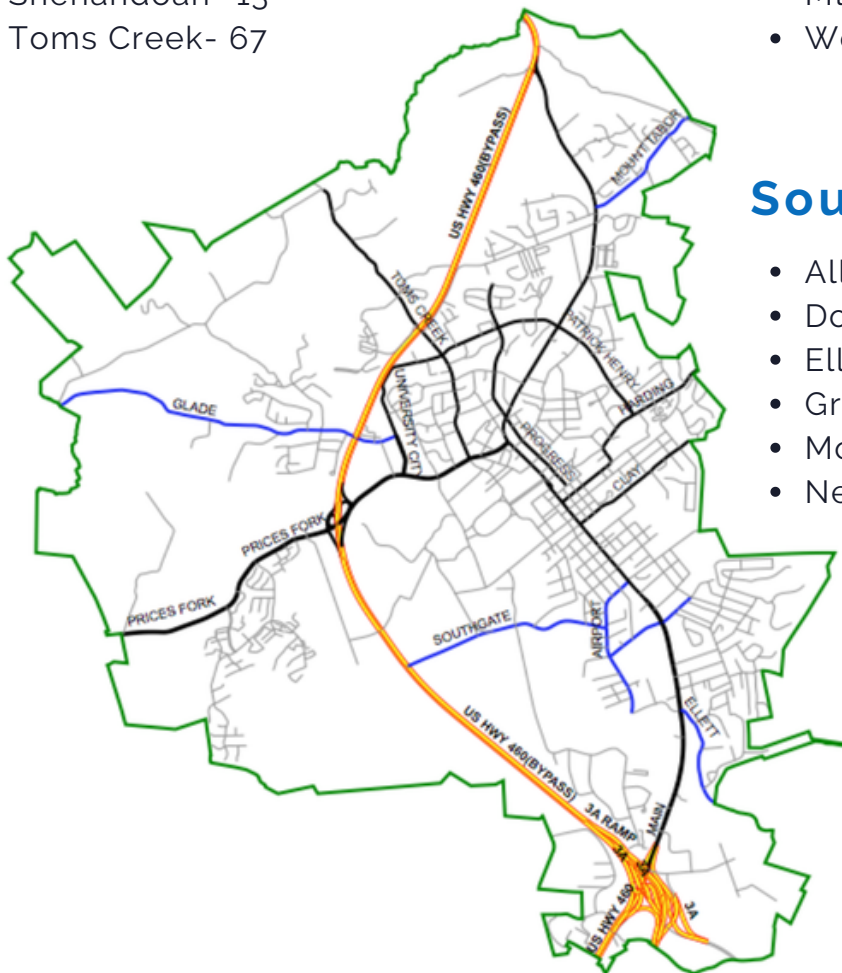 Toms Creek- 67
US HWY 460(BYPASS)
MOUNT TABOR
TOMS CREEK
PATRICK HENRY
GLADE
UNIVERSITY CITY
HARDING
PROGRESS
CLAY
PRICES FORK
PRICES FORK
SOUTHGATE
AIRPORT
ELLETT
US HWY 460(BYPASS)
3A RAMP
MAIN
3A
3A
3A
US HWY 460